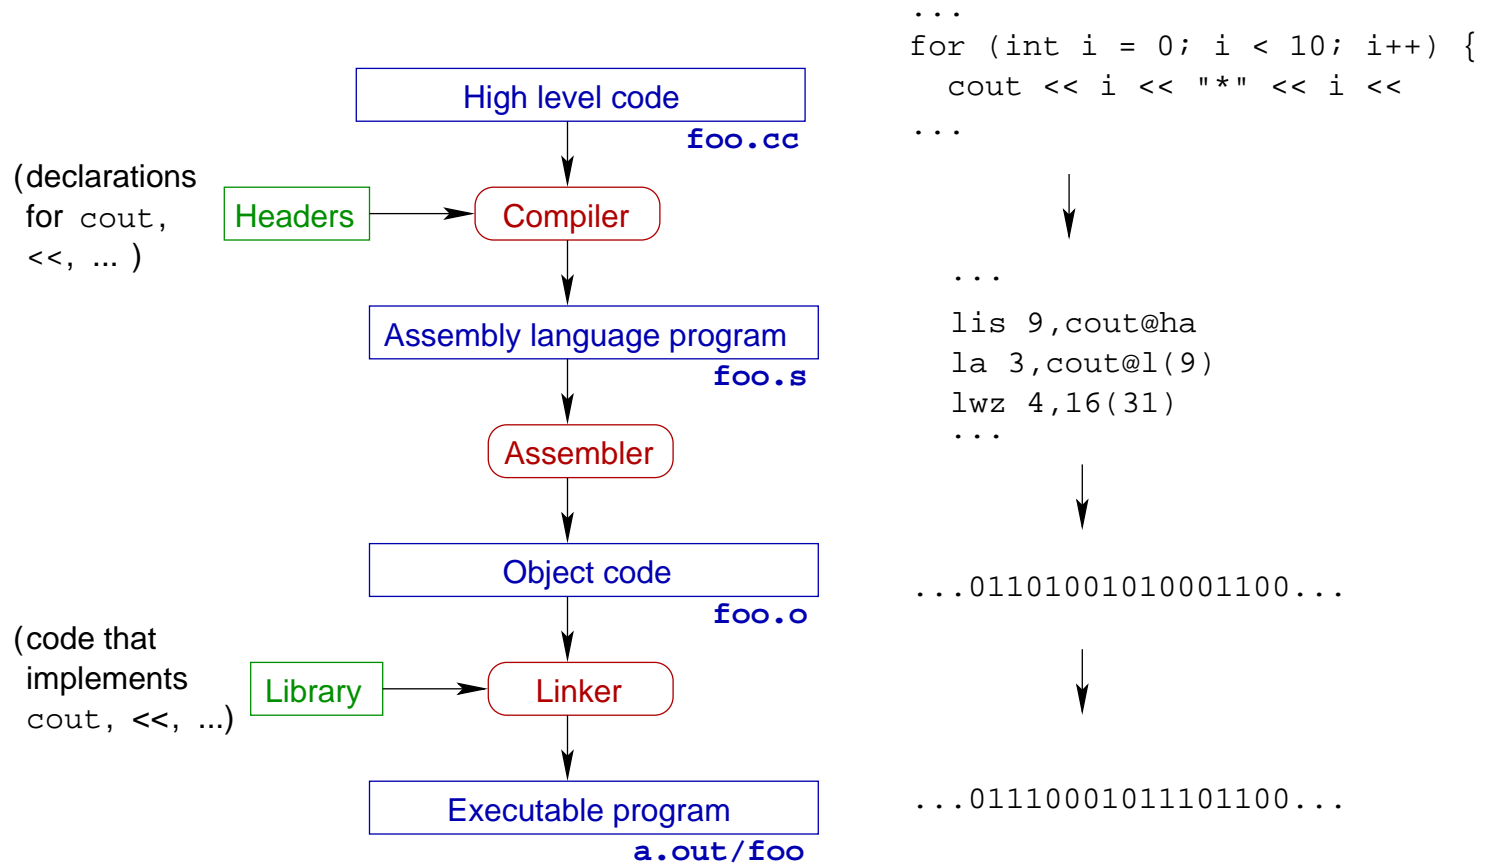 ...
for (int i = 0; i < 10; i++) {
cout << i << "*" << i <<
...
High level code
foo.cc
(declarations
for cout,
<<, ... )
Headers
Compiler
...
lis 9,cout@ha
la 3,cout@l(9)
lwz 4,16(31)
...
Assembly language program
foo.s
Assembler
Object code
foo.o
...01101001010001100...
(code that
implements
cout, <<, ...)
Library
Linker
Executable program
a.out/foo
...01110001011101100...